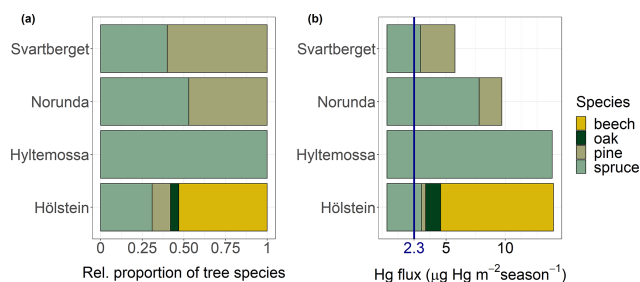 (a)
Svartberget
Norunda
Hyltemossa
Hölstein
0 0.25 0.50 0.75 1
Rel. proportion of tree species
(b)
Svartberget
Norunda
Hyltemossa
Hölstein
2.3 5 10
Hg flux (µg Hg m⁻²season⁻¹)
Species
beech
oak
pine
spruce